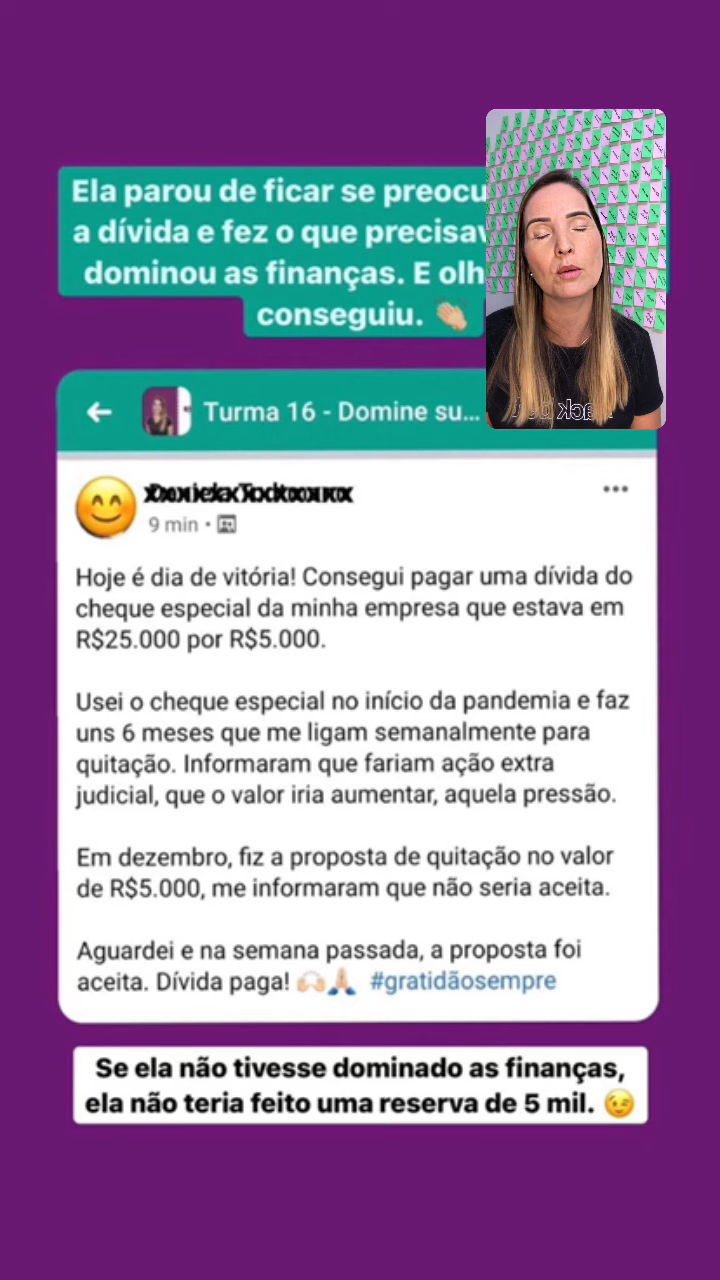 Ela parou de ficar se preocu
a dívida e fez o que precisav
dominou as finanças. E olh
conseguiu. 👏🏼
Turma 16 - Domine su...
9 min
Hoje é dia de vitória! Consegui pagar uma dívida do
cheque especial da minha empresa que estava em
R$25.000 por R$5.000.
Usei o cheque especial no início da pandemia e faz
uns 6 meses que me ligam semanalmente para
quitação. Informaram que fariam ação extra
judicial, que o valor iria aumentar, aquela pressão.
Em dezembro, fiz a proposta de quitação no valor
de R$5.000, me informaram que não seria aceita.
Aguardei e na semana passada, a proposta foi
aceita. Dívida paga! 🙌🏻🙏🏻 #gratidãosempre
Se ela não tivesse dominado as finanças,
ela não teria feito uma reserva de 5 mil. 😉